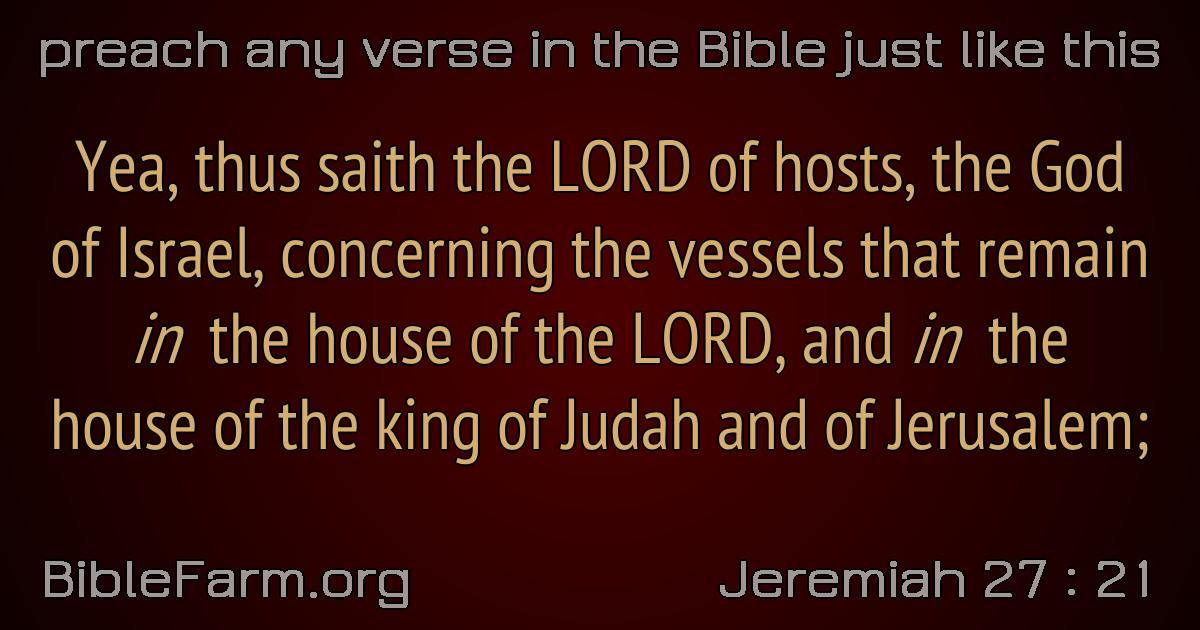 preach any verse in the Bible just like this
Yea, thus saith the LORD of hosts, the God
of Israel, concerning the vessels that remain
in the house of the LORD, and in the
house of the king of Judah and of Jerusalem;
BibleFarm.org
Jeremiah 27 : 21